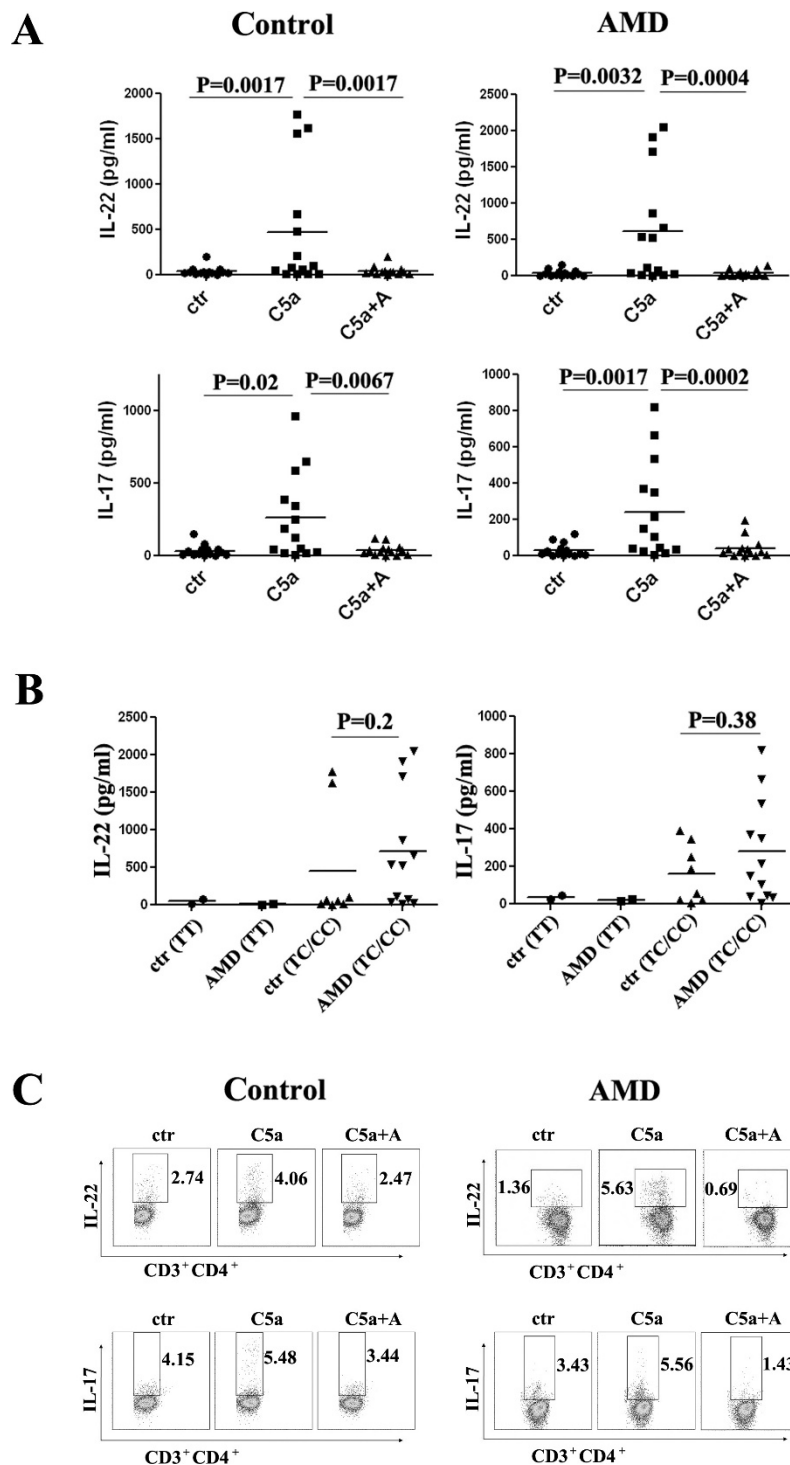 A
Control
AMD
P=0.0017 P=0.0017
2000
1500
1000
500
0
IL-22 (pg/ml)
ctr C5a C5a+A
P=0.0032 P=0.0004
2500
2000
1500
1000
500
0
IL-22 (pg/ml)
ctr C5a C5a+A
P=0.02 P=0.0067
1000
500
0
IL-17 (pg/ml)
ctr C5a C5a+A
P=0.0017 P=0.0002
1000
800
600
400
200
0
IL-17 (pg/ml)
ctr C5a C5a+A
B
P=0.2
2500
2000
1500
1000
500
0
IL-22 (pg/ml)
ctr (TT) AMD (TT) ctr (TC/CC) AMD (TC/CC)
P=0.38
1000
800
600
400
200
0
IL-17 (pg/ml)
ctr (TT) AMD (TT) ctr (TC/CC) AMD (TC/CC)
C
Control
AMD
ctr C5a C5a+A
2.74 4.06 2.47
IL-22
CD3⁺CD4⁺
ctr C5a C5a+A
1.36 5.63 0.69
IL-22
CD3⁺CD4⁺
ctr C5a C5a+A
4.15 5.48 3.44
IL-17
CD3⁺CD4⁺
ctr C5a C5a+A
3.43 5.56 1.43
IL-17
CD3⁺CD4⁺